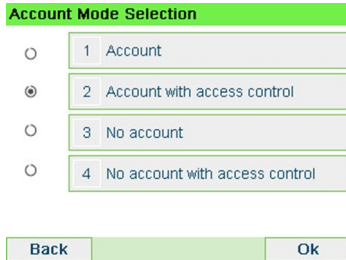 Account Mode Selection
1 Account
2 Account with access control
3 No account
4 No account with access control
Back Ok